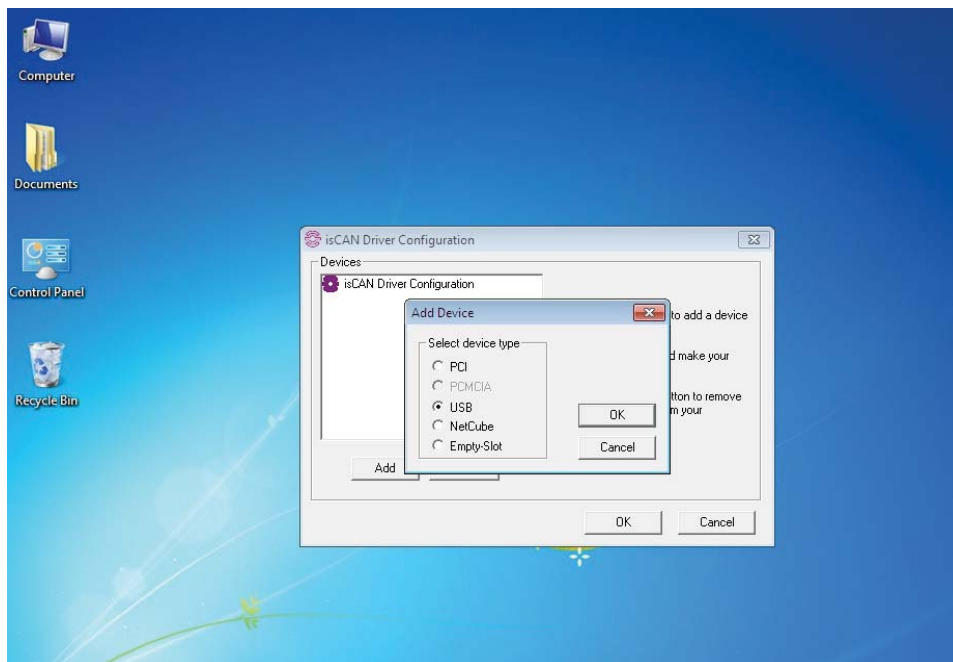 Computer
Documents
Control Panel
Recycle Bin
isCAN Driver Configuration
Devices
isCAN Driver Configuration
to add a device
d make your
tton to remove
m your
Add
Add Device
Select device type
PCI
PCMCIA
USB
NetCube
Empty-Slot
OK
Cancel
OK
Cancel